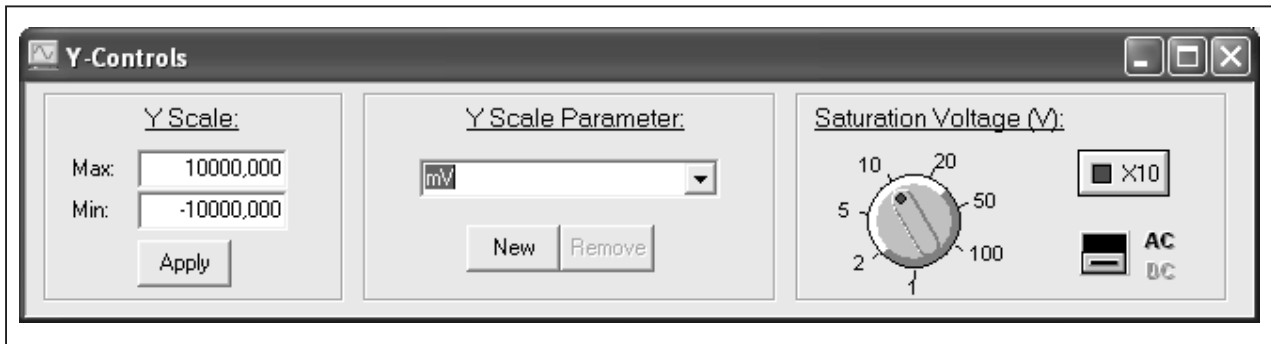 Y-Controls
Y Scale:
Max: 10000,000
Min: -10000,000
Apply
Y Scale Parameter:
mV
New Remove
Saturation Voltage (V):
10 20
5 50
2 100
1
X10
AC
DC